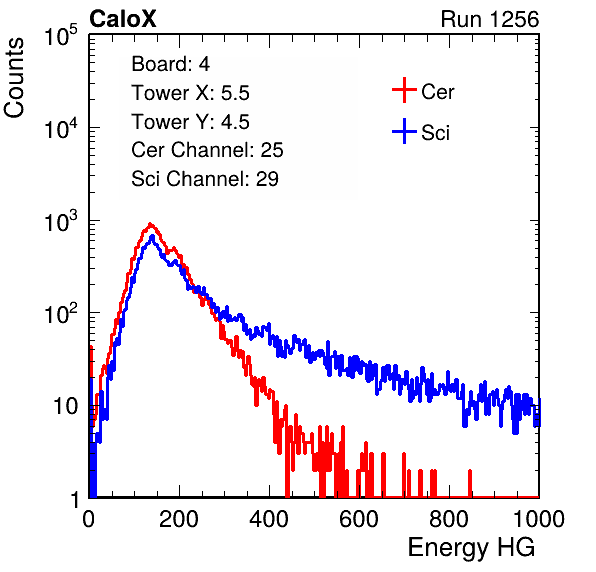 CaloX Run 1256
Counts
10^5
10^4
10^3
10^2
10
1
Board: 4
Tower X: 5.5
Tower Y: 4.5
Cer Channel: 25
Sci Channel: 29
Cer
Sci
0 200 400 600 800 1000
Energy HG